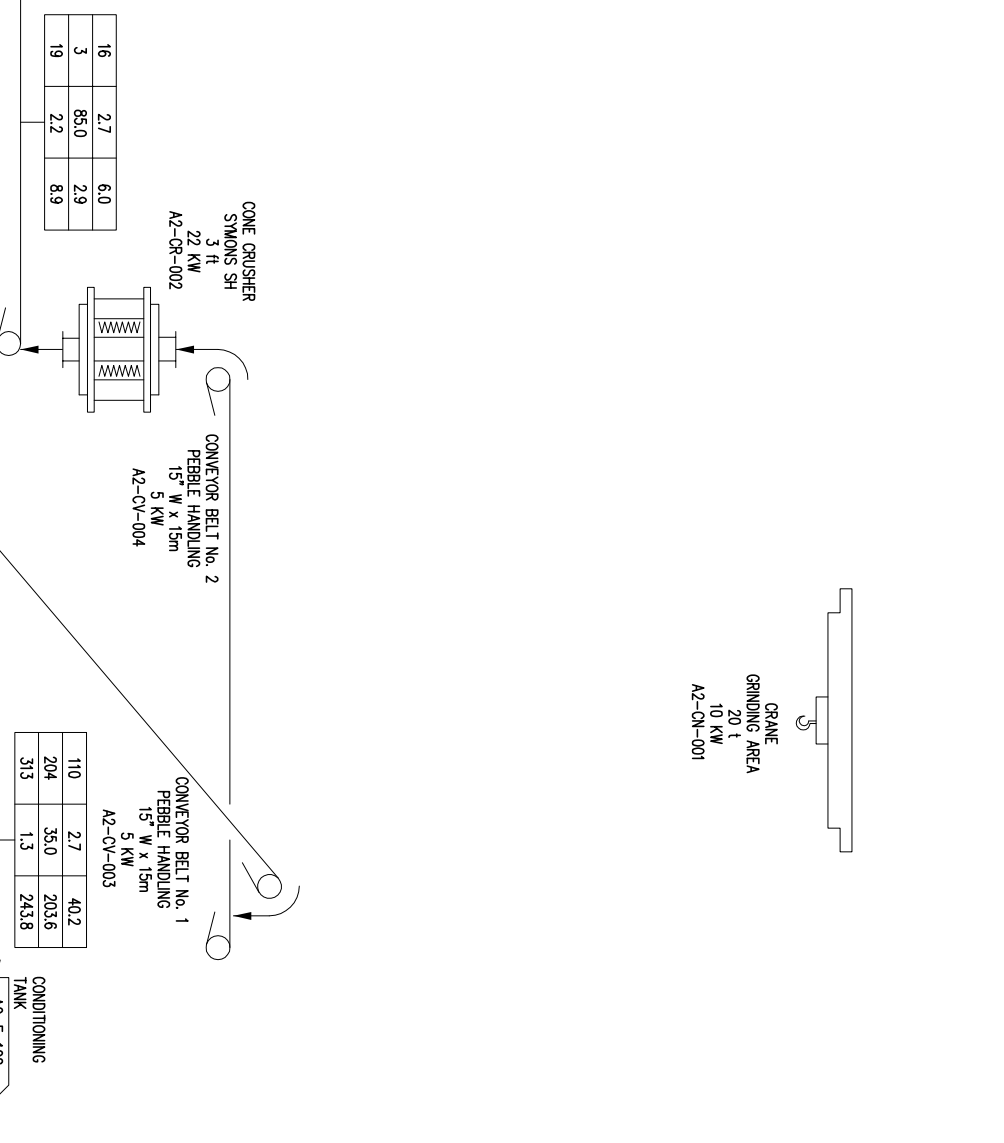 16 2.7 6.0
3 85.0 2.9
19 2.2 8.9
CONE CRUSHER
SYMONS SH
3 ft
22 KW
A2-CR-002
CONVEYOR BELT No. 2
PEBBLE HANDLING
15" W x 15m
5 KW
A2-CV-004
CRANE
GRINDING AREA
20 t
10 KW
A2-CN-001
CONVEYOR BELT No. 1
PEBBLE HANDLING
15" W x 15m
5 KW
A2-CV-003
110 2.7 40.2
204 35.0 203.6
313 1.3 243.8
CONDITIONING
TANK